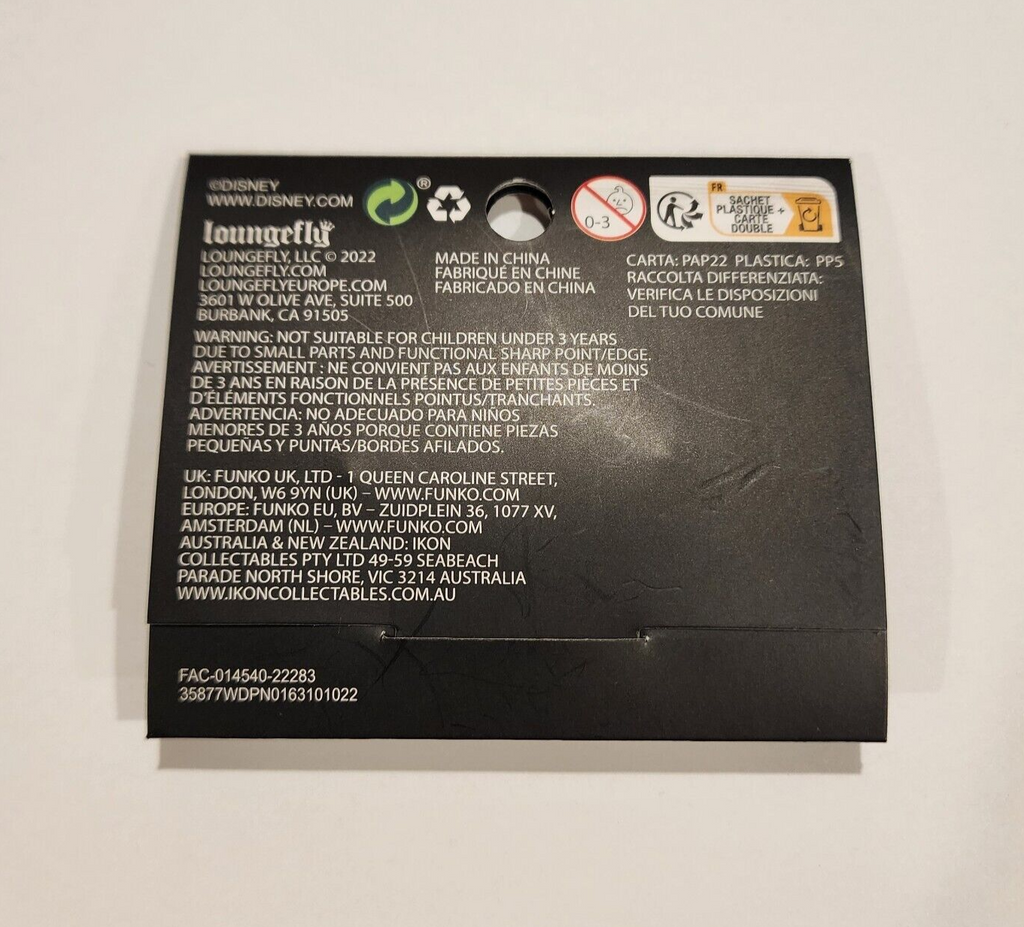 ©DISNEY
WWW.DISNEY.COM
®
0-3
FR
SACHET
PLASTIQUE +
CARTE
DOUBLE
loungefly
LOUNGEFLY, LLC © 2022
LOUNGEFLY.COM
LOUNGEFLYEUROPE.COM
3601 W OLIVE AVE, SUITE 500
BURBANK, CA 91505
MADE IN CHINA
FABRIQUÉ EN CHINE
FABRICADO EN CHINA
CARTA: PAP22 PLASTICA: PP5
RACCOLTA DIFFERENZIATA:
VERIFICA LE DISPOSIZIONI
DEL TUO COMUNE
WARNING: NOT SUITABLE FOR CHILDREN UNDER 3 YEARS
DUE TO SMALL PARTS AND FUNCTIONAL SHARP POINT/EDGE.
AVERTISSEMENT : NE CONVIENT PAS AUX ENFANTS DE MOINS
DE 3 ANS EN RAISON DE LA PRÉSENCE DE PETITES PIÈCES ET
D'ÉLÉMENTS FONCTIONNELS POINTUS/TRANCHANTS.
ADVERTENCIA: NO ADECUADO PARA NIÑOS
MENORES DE 3 AÑOS PORQUE CONTIENE PIEZAS
PEQUEÑAS Y PUNTAS/BORDES AFILADOS.
UK: FUNKO UK, LTD - 1 QUEEN CAROLINE STREET,
LONDON, W6 9YN (UK) – WWW.FUNKO.COM
EUROPE: FUNKO EU, BV – ZUIDPLEIN 36, 1077 XV,
AMSTERDAM (NL) – WWW.FUNKO.COM
AUSTRALIA & NEW ZEALAND: IKON
COLLECTABLES PTY LTD 49-59 SEABEACH
PARADE NORTH SHORE, VIC 3214 AUSTRALIA
WWW.IKONCOLLECTABLES.COM.AU
FAC-014540-22283
35877WDPN0163101022